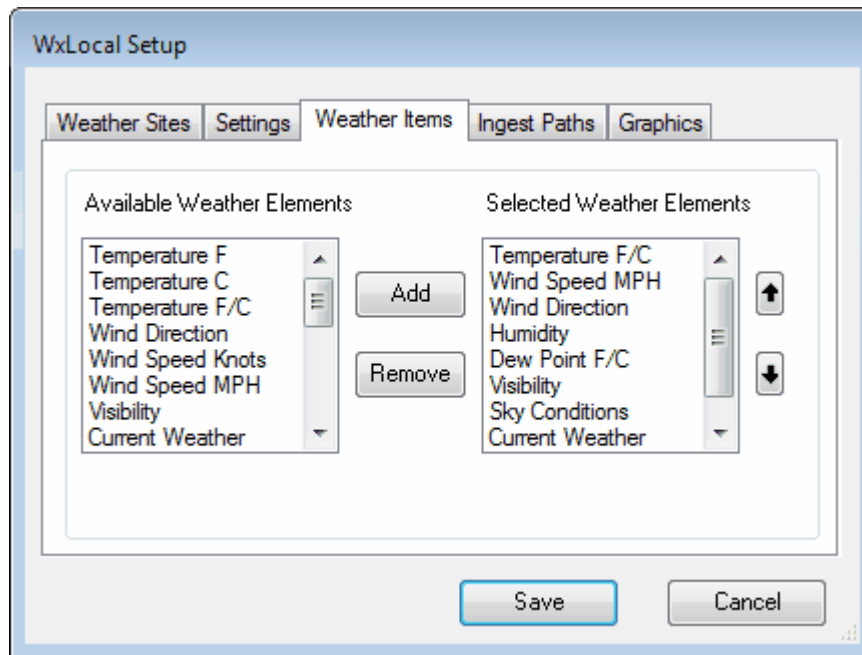 WxLocal Setup
Weather Sites Settings Weather Items Ingest Paths Graphics
Available Weather Elements
Temperature F
Temperature C
Temperature F/C
Wind Direction
Wind Speed Knots
Wind Speed MPH
Visibility
Current Weather
Add
Remove
Selected Weather Elements
Temperature F/C
Wind Speed MPH
Wind Direction
Humidity
Dew Point F/C
Visibility
Sky Conditions
Current Weather
Save Cancel